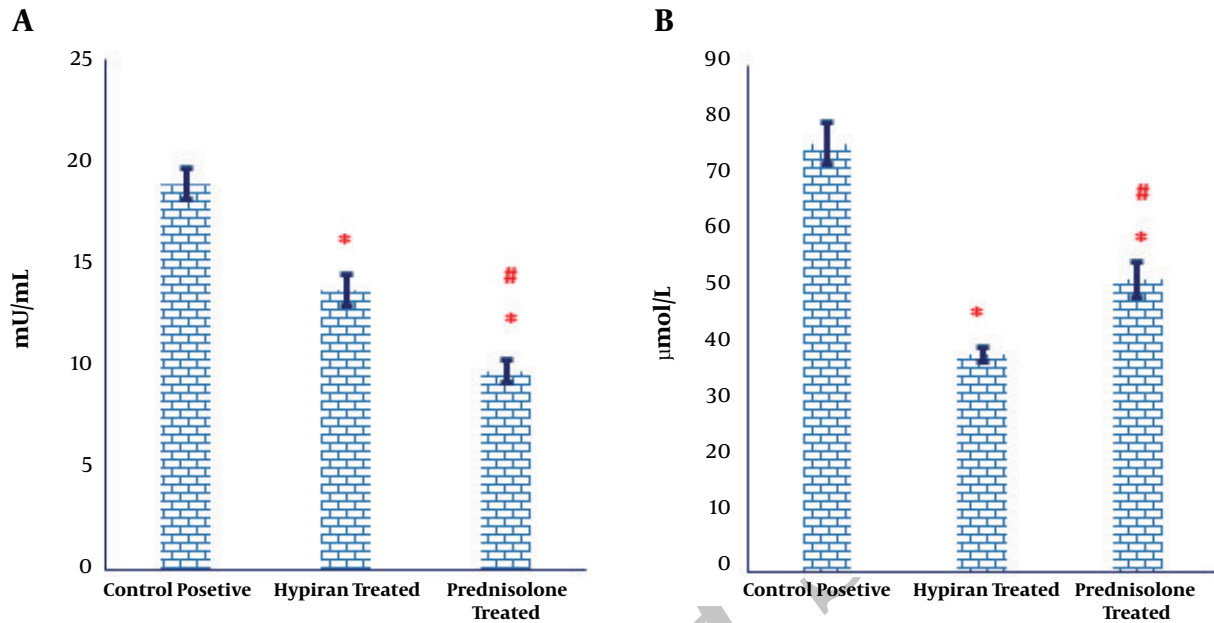 A
25
20
15
10
5
0
mU/mL
*
#
*
Control Posetive
Hypiran Treated
Prednisolone
Treated
B
90
80
70
60
50
40
30
20
10
0
μmol/L
*
#
*
Control Posetive
Hypiran Treated
Prednisolone
Treated